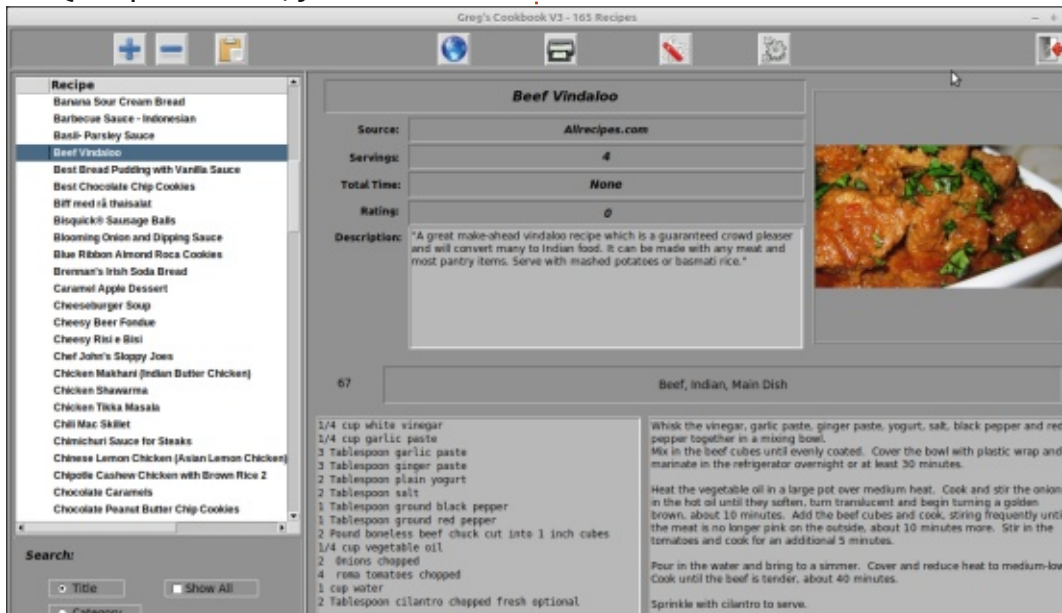 Greg's Cookbook V3 - 165 Recipes
Recipe
Banana Sour Cream Bread
Barbecue Sauce - Indonesian
Basil- Parsley Sauce
Beef Vindaloo
Best Bread Pudding with Vanilla Sauce
Best Chocolate Chip Cookies
Biff med rå thaisalat
Bisquick® Sausage Balls
Blooming Onion and Dipping Sauce
Blue Ribbon Almond Roca Cookies
Brennan's Irish Soda Bread
Caramel Apple Dessert
Cheeseburger Soup
Cheesy Beer Fondue
Cheesy Risi e Bisi
Chef John's Sloppy Joes
Chicken Makhani (Indian Butter Chicken)
Chicken Shawarma
Chicken Tikka Masala
Chili Mac Skillet
Chimichuri Sauce for Steaks
Chinese Lemon Chicken (Asian Lemon Chicken)
Chipotle Cashew Chicken with Brown Rice 2
Chocolate Caramels
Chocolate Peanut Butter Chip Cookies
Search:
Title
Show All
Category
Beef Vindaloo
Source:
Allrecipes.com
Servings:
4
Total Time:
None
Rating:
0
Description:
"A great make-ahead vindaloo recipe which is a guaranteed crowd pleaser
and will convert many to Indian food. It can be made with any meat and
most pantry items. Serve with mashed potatoes or basmati rice."
67
Beef, Indian, Main Dish
1/4 cup white vinegar
1/4 cup garlic paste
3 Tablespoon garlic paste
3 Tablespoon ginger paste
2 Tablespoon plain yogurt
2 Tablespoon salt
1 Tablespoon ground black pepper
1 Tablespoon ground red pepper
2 Pound boneless beef chuck cut into 1 inch cubes
1/4 cup vegetable oil
2 Onions chopped
4 roma tomatoes chopped
1 cup water
2 Tablespoon cilantro chopped fresh optional
Whisk the vinegar, garlic paste, ginger paste, yogurt, salt, black pepper and red
pepper together in a mixing bowl.
Mix in the beef cubes until evenly coated. Cover the bowl with plastic wrap and
marinate in the refrigerator overnight or at least 30 minutes.
Heat the vegetable oil in a large pot over medium heat. Cook and stir the onion
in the hot oil until they soften, turn translucent and begin turning a golden
brown, about 10 minutes. Add the beef cubes and cook, stiring frequently until
the meat is no longer pink on the outside, about 10 minutes more. Stir in the
tomatoes and cook for an additional 5 minutes.
Pour in the water and bring to a simmer. Cover and reduce heat to medium-low
Cook until the beef is tender, about 40 minutes.
Sprinkle with cilantro to serve.